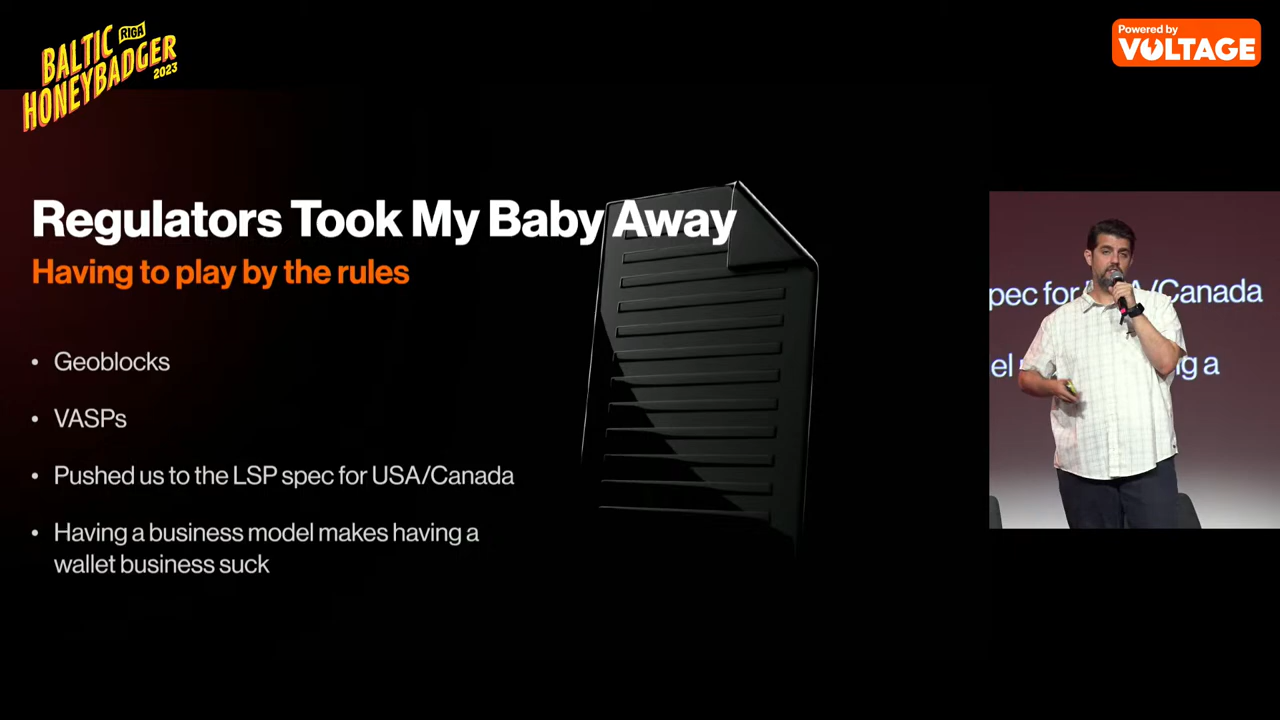 BALTIC
RIGA
HONEYBADGER
2023
Powered by
VOLTAGE
Regulators Took My Baby Away
Having to play by the rules
• Geoblocks
• VASPs
• Pushed us to the LSP spec for USA/Canada
• Having a business model makes having a
wallet business suck
pec for USA/Canada
el ng a